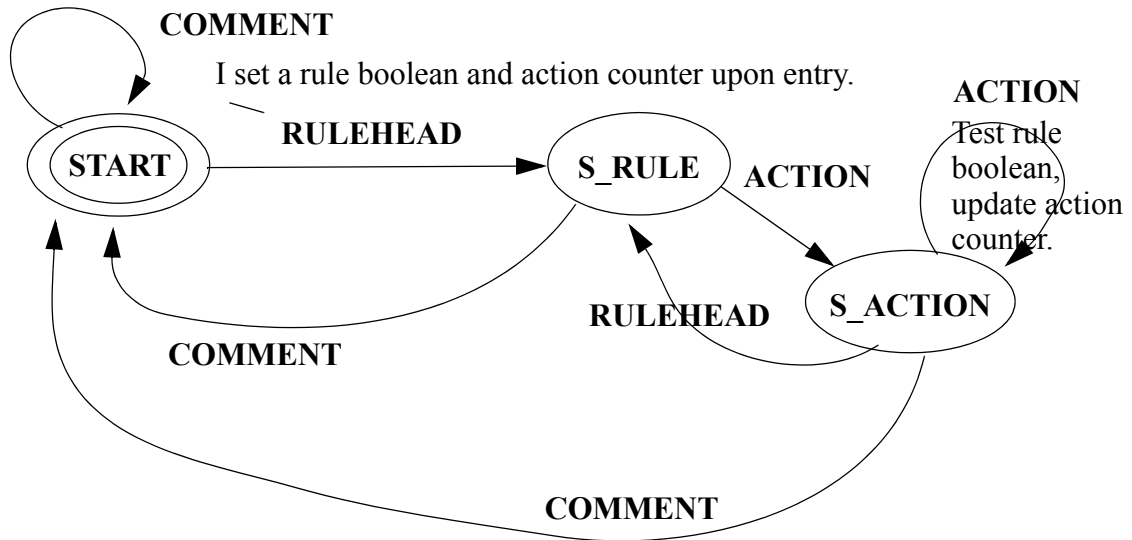 COMMENT
I set a rule boolean and action counter upon entry.
ACTION
RULEHEAD
Test rule
boolean,
update action
counter.
START
S_RULE
ACTION
S_ACTION
RULEHEAD
COMMENT
COMMENT